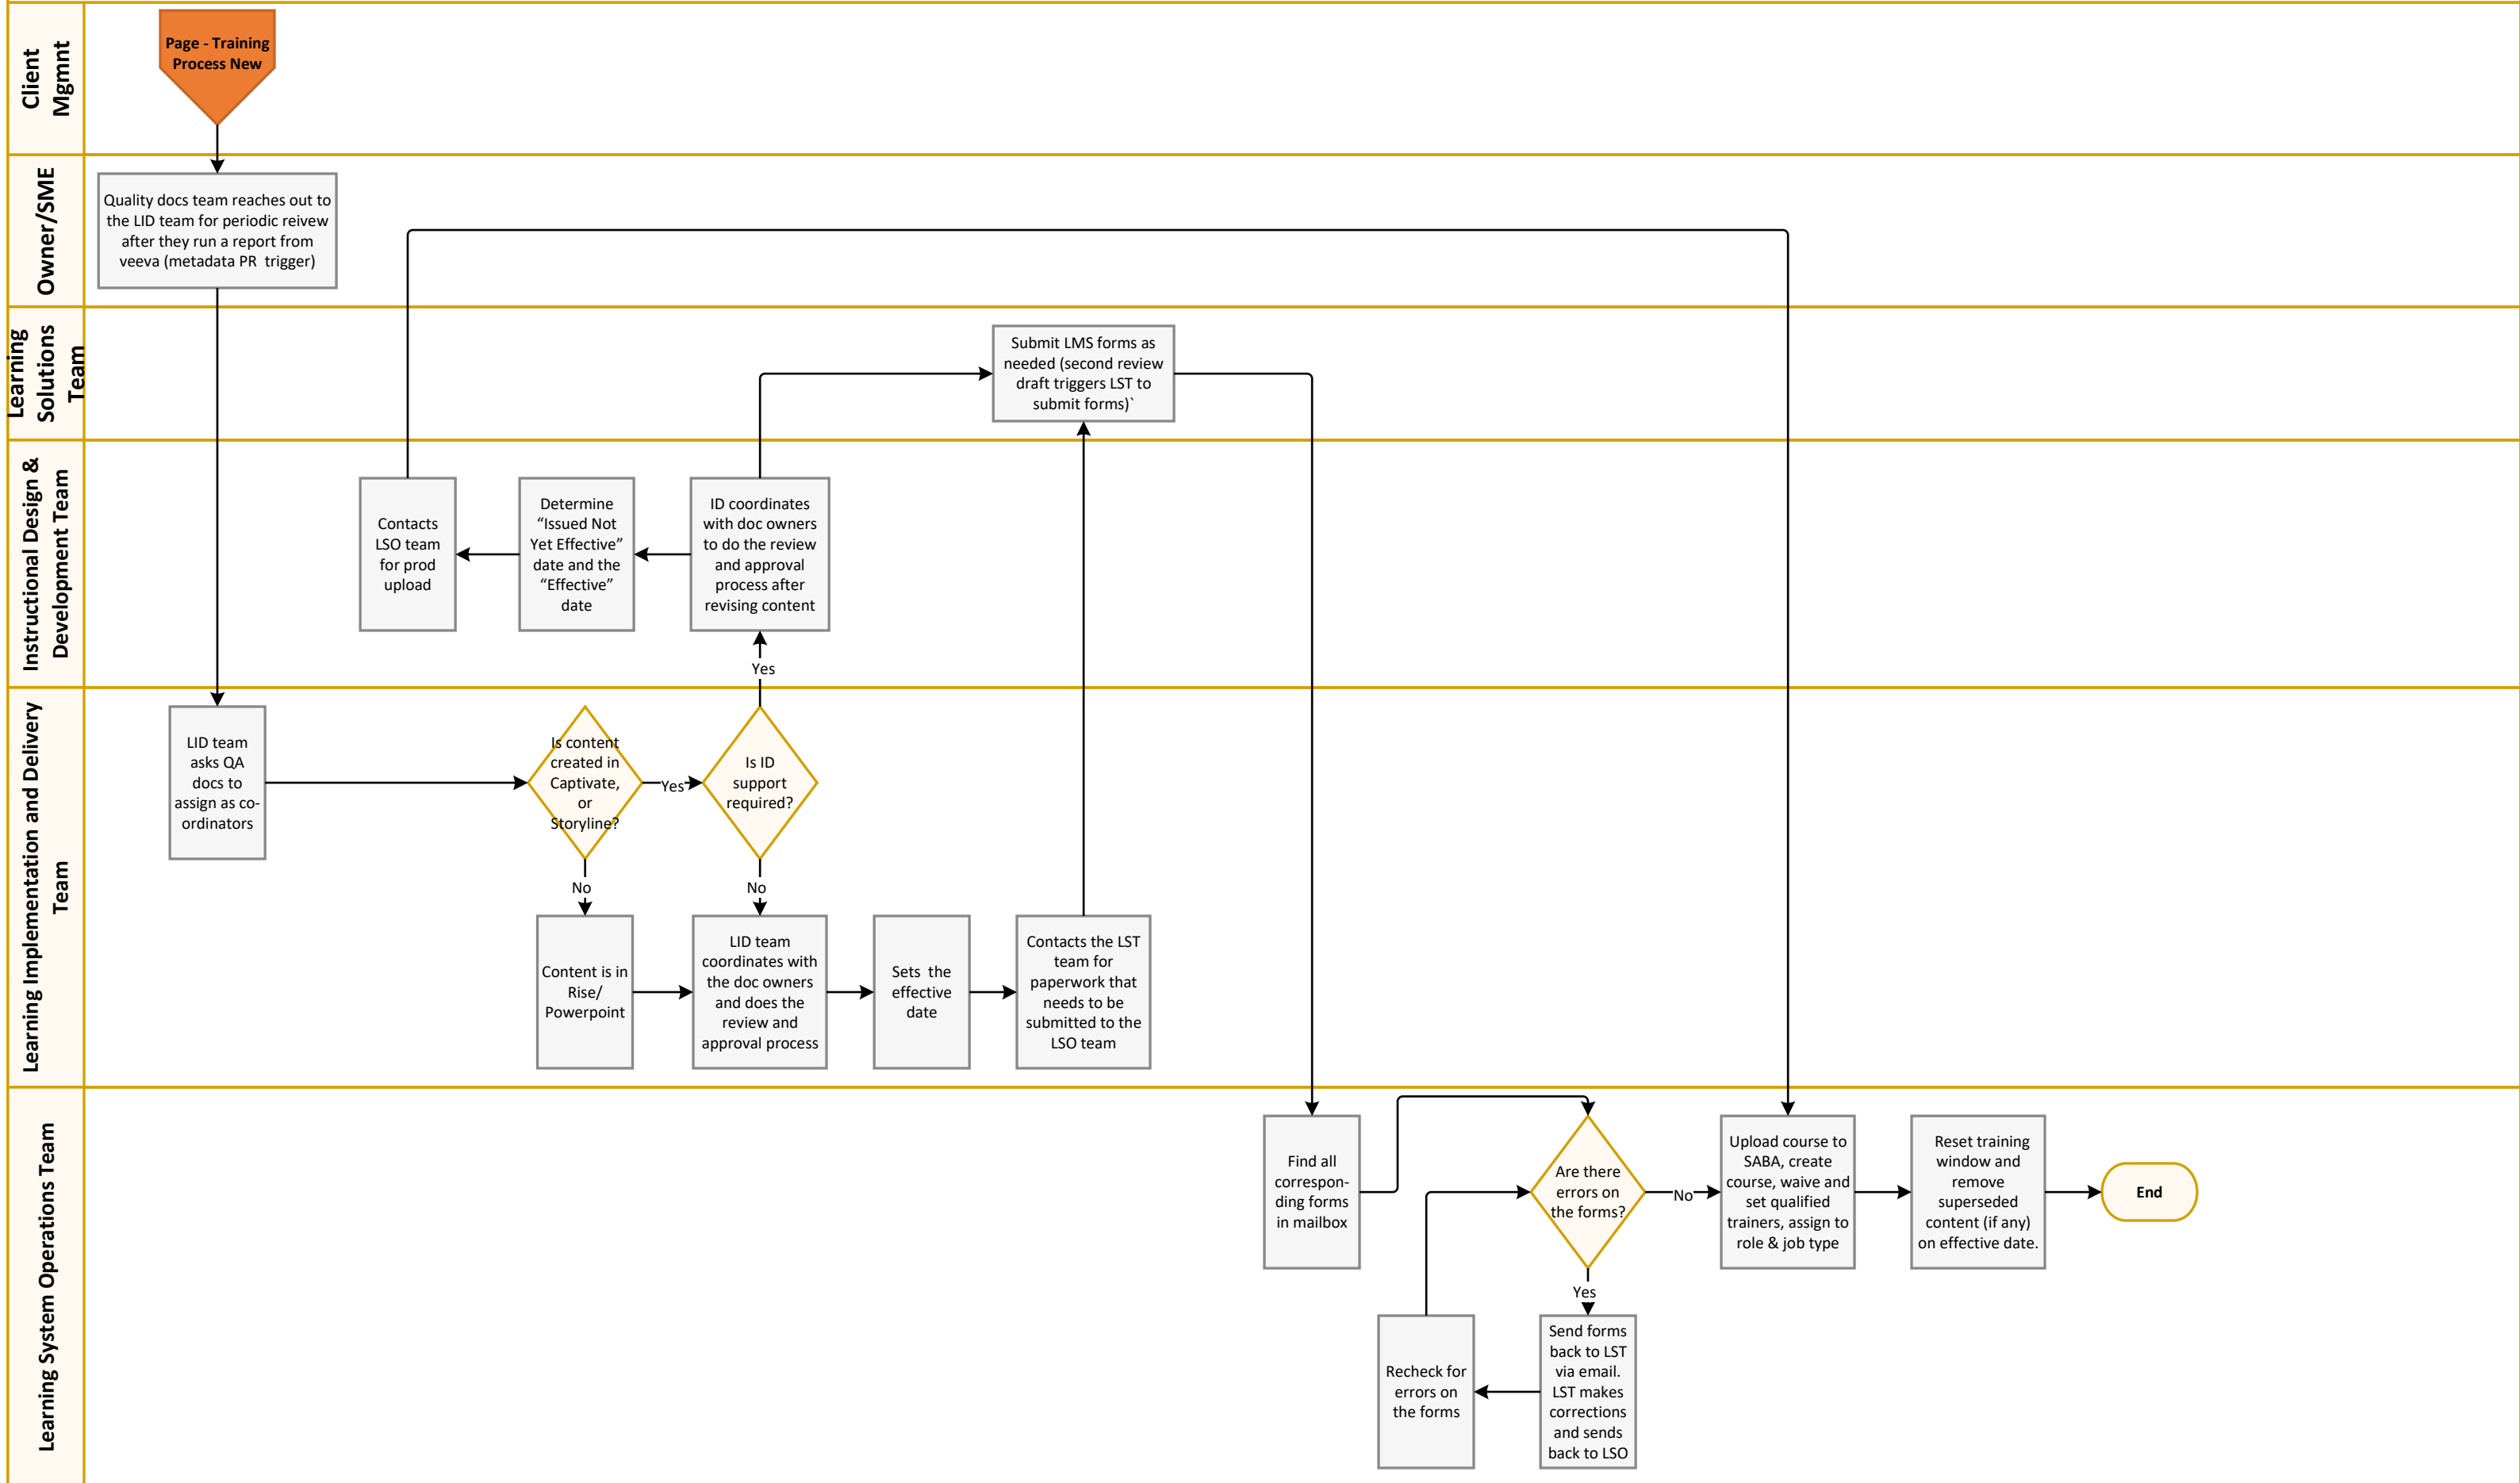 Client
Mgmnt
Page - Training
Process New
Owner/SME
Quality docs team reaches out to
the LID team for periodic reivew
after they run a report from
veeva (metadata PR  trigger)
Learning
Solutions
Team
Submit LMS forms as
needed (second review
draft triggers LST to
submit forms)`
Instructional Design &
Development Team
Contacts
LSO team
for prod
upload
Determine
“Issued Not
Yet Effective”
date and the
“Effective”
date
ID coordinates
with doc owners
to do the review
and approval
process after
revising content
Yes
Learning Implementation and Delivery
Team
LID team
asks QA
docs to
assign as co-
ordinators
Is content
created in
Captivate,
or
Storyline?
Yes
Is ID
support
required?
No
No
Content is in
Rise/
Powerpoint
LID team
coordinates with
the doc owners
and does the
review and
approval process
Sets  the
effective
date
Contacts the LST
team for
paperwork that
needs to be
submitted to the
LSO team
Learning System Operations Team
Find all
correspon-
ding forms
in mailbox
Are there
errors on
the forms?
No
Upload course to
SABA, create
course, waive and
set qualified
trainers, assign to
role & job type
Reset training
window and
remove
superseded
content (if any)
on effective date.
End
Yes
Recheck for
errors on
the forms
Send forms
back to LST
via email.
LST makes
corrections
and sends
back to LSO